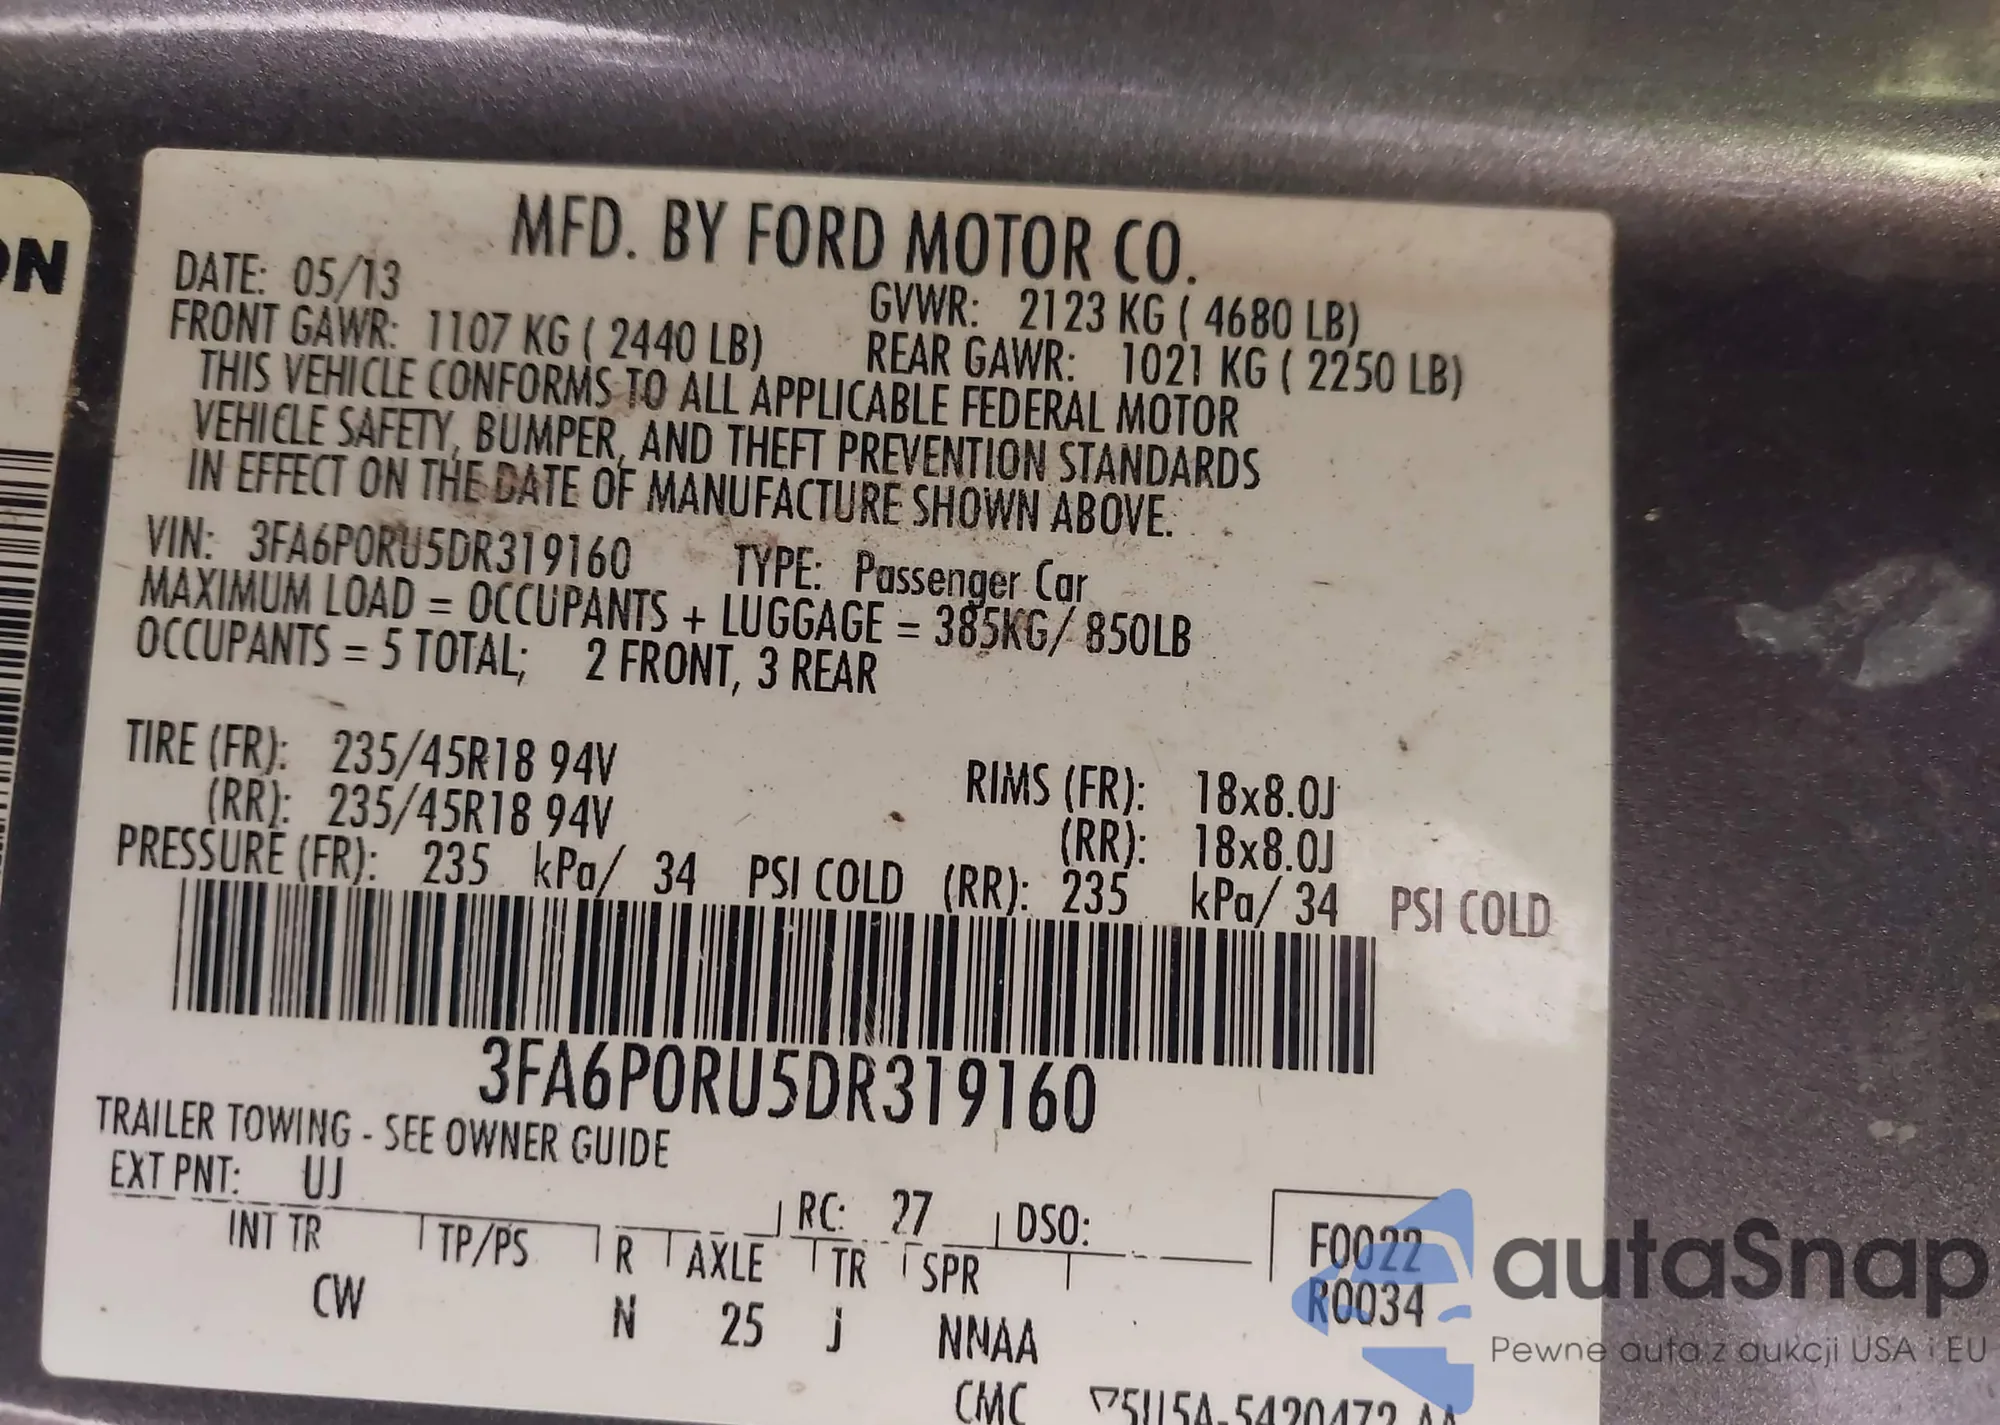 ON
MFD. BY FORD MOTOR CO.
DATE: 05/13
GVWR: 2123 KG ( 4680 LB)
FRONT GAWR: 1107 KG ( 2440 LB)
REAR GAWR: 1021 KG ( 2250 LB)
THIS VEHICLE CONFORMS TO ALL APPLICABLE FEDERAL MOTOR
VEHICLE SAFETY, BUMPER, AND THEFT PREVENTION STANDARDS
IN EFFECT ON THE DATE OF MANUFACTURE SHOWN ABOVE.
VIN: 3FA6P0RU5DR319160 TYPE: Passenger Car
MAXIMUM LOAD = OCCUPANTS + LUGGAGE = 385KG/ 850LB
OCCUPANTS = 5 TOTAL; 2 FRONT, 3 REAR
TIRE (FR): 235/45R18 94V RIMS (FR): 18x8.0J
(RR): 235/45R18 94V (RR): 18x8.0J
PRESSURE (FR): 235 kPa/ 34 PSI COLD (RR): 235 kPa/ 34 PSI COLD
3FA6P0RU5DR319160
TRAILER TOWING - SEE OWNER GUIDE
EXT PNT: UJ RC: 27 DSO:
INT TR TP/PS R AXLE TR SPR
CW N 25 J NNAA
F0022
R0034
CMC
autaSnap
Pewne auta z aukcji USA i EU